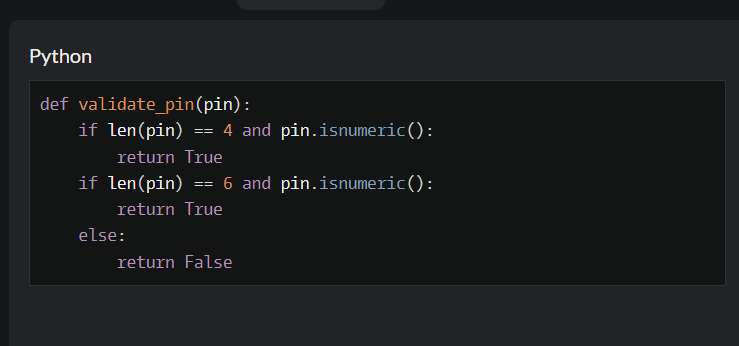 Python
def validate_pin(pin):
    if len(pin) == 4 and pin.isnumeric():
        return True
    if len(pin) == 6 and pin.isnumeric():
        return True
    else:
        return False